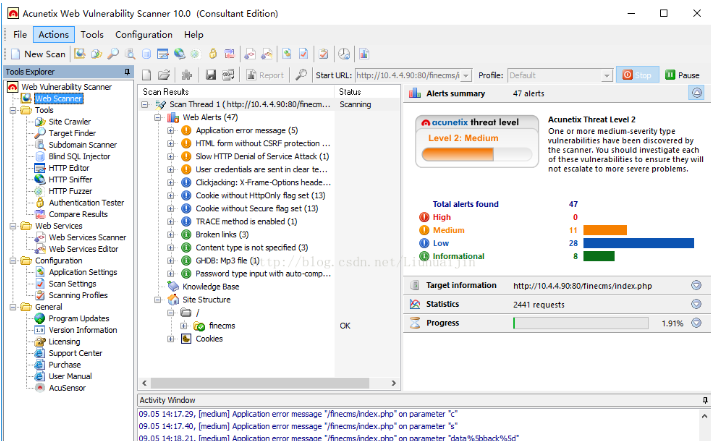 Acunetix Web Vulnerability Scanner 10.0 (Consultant Edition)
File Actions Tools Configuration Help
New Scan
Tools Explorer
Web Vulnerability Scanner
Web Scanner
Tools
Site Crawler
Target Finder
Subdomain Scanner
Blind SQL Injector
HTTP Editor
HTTP Sniffer
HTTP Fuzzer
Authentication Tester
Compare Results
Web Services
Web Services Scanner
Web Services Editor
Configuration
Application Settings
Scan Settings
Scanning Profiles
General
Program Updates
Version Information
Licensing
Support Center
Purchase
User Manual
AcuSensor
Report Start URL: http://10.4.4.90:80/finecms/i Profile: Default Stop Pause
Scan Results Status
Scan Thread 1 ( http://10.4.4.90:80/finecm... Scanning
Web Alerts (47)
Application error message (5)
HTML form without CSRF protection ...
Slow HTTP Denial of Service Attack (1)
User credentials are sent in clear te...
Clickjacking: X-Frame-Options heade...
Cookie without HttpOnly flag set (13)
Cookie without Secure flag set (13)
TRACE method is enabled (1)
Broken links (3)
Content type is not specified (3)
GHDB: Mp3 file (1)
Password type input with auto-comp...
Knowledge Base
Site Structure
/
finecms OK
Cookies
Alerts summary 47 alerts
acunetix threat level
Level 2: Medium
Acunetix Threat Level 2
One or more medium-severity type
vulnerabilities have been discovered by
the scanner. You should investigate each
of these vulnerabilities to ensure they will
not escalate to more severe problems.
Total alerts found 47
High 0
Medium 11
Low 28
Informational 8
Target information http://10.4.4.90:80/finecms/index.php
Statistics 2441 requests
Progress 1.91%
Activity Window
09.05 14:17.29, [medium] Application error message "/finecms/index.php" on parameter "c"
09.05 14:17.40, [medium] Application error message "/finecms/index.php" on parameter "s"
09.05 14:18.21, [medium] Application error message "/finecms/index.php" on parameter "data%5bback%5d"